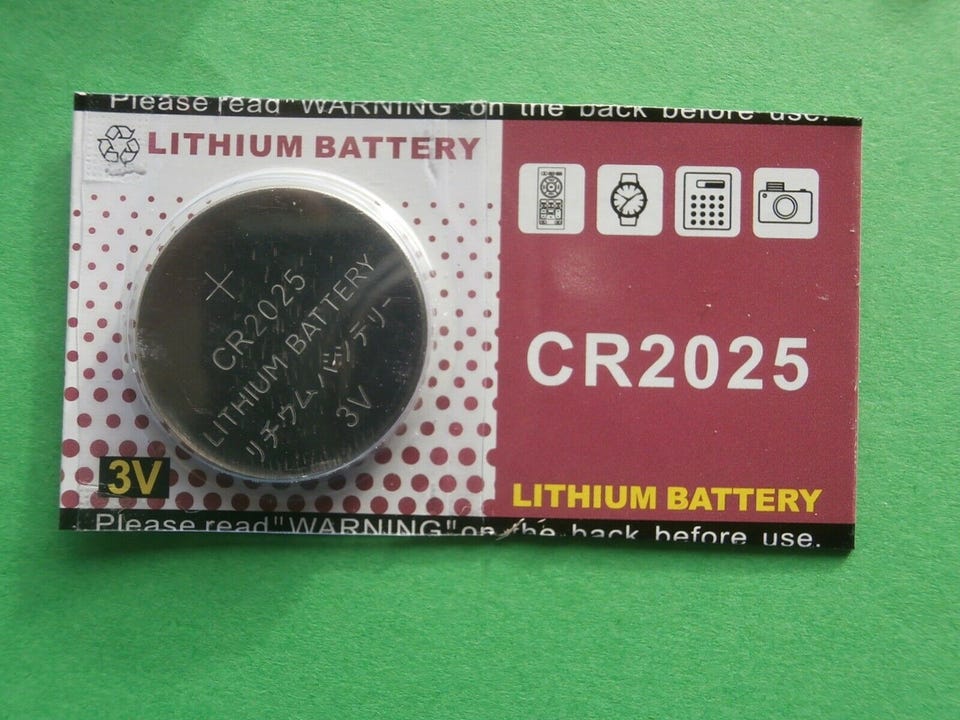 Please read"WARNING"on the back before use.
LITHIUM BATTERY
+
CR2025
LITHIUM BATTERY
リチウム バッテリー
3V
3V
CR2025
LITHIUM BATTERY
Please read"WARNING"on the back before use.